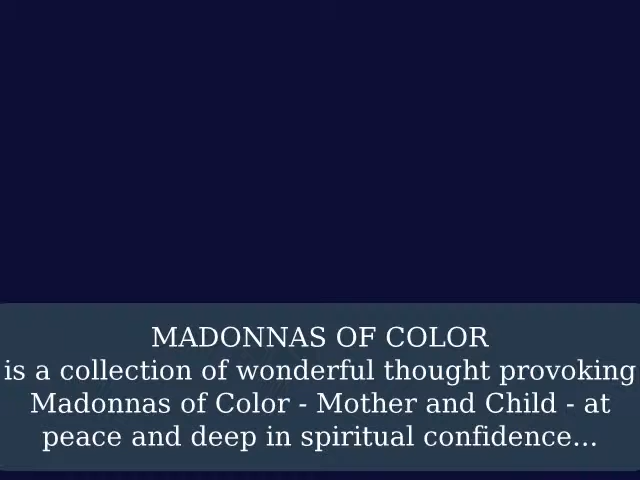 MADONNAS OF COLOR
is a collection of wonderful thought provoking
Madonnas of Color - Mother and Child - at
peace and deep in spiritual confidence...